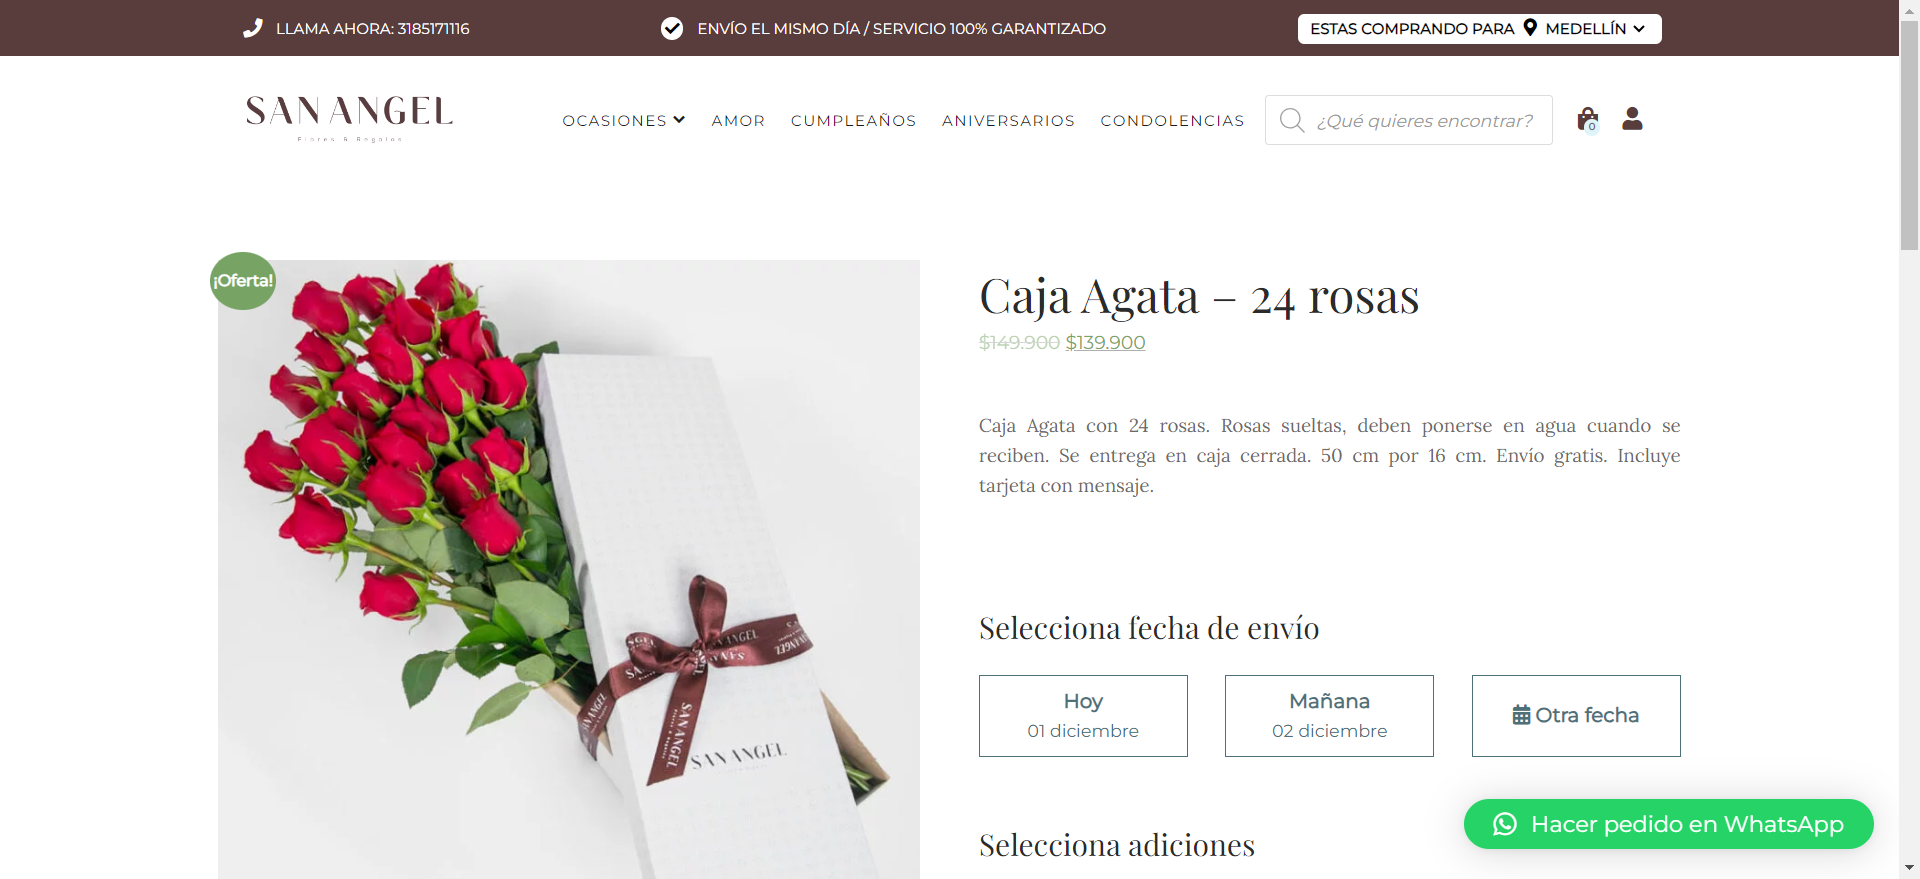 LLAMA AHORA: 3185171116
ENVÍO EL MISMO DÍA / SERVICIO 100% GARANTIZADO
ESTAS COMPRANDO PARA MEDELLÍN
SAN ANGEL
Flores & Regalos
OCASIONES
AMOR
CUMPLEAÑOS
ANIVERSARIOS
CONDOLENCIAS
¿Qué quieres encontrar?
0
¡Oferta!
SAN ANGEL
SAN ANGEL
SAN ANGEL
Caja Agata – 24 rosas
$149.900 $139.900
Caja Agata con 24 rosas. Rosas sueltas, deben ponerse en agua cuando se
reciben. Se entrega en caja cerrada. 50 cm por 16 cm. Envío gratis. Incluye
tarjeta con mensaje.
Selecciona fecha de envío
Hoy
01 diciembre
Mañana
02 diciembre
Otra fecha
Selecciona adiciones
Hacer pedido en WhatsApp